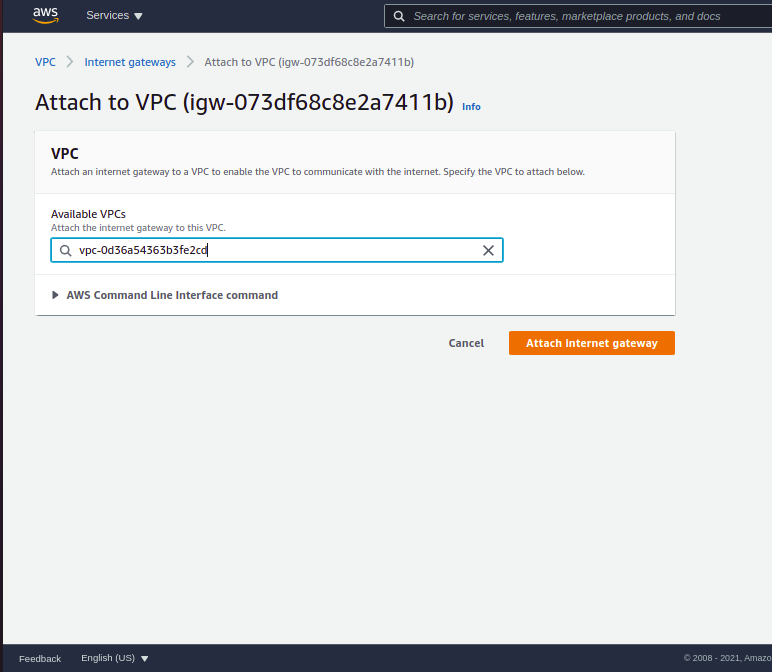 aws Services Search for services, features, marketplace products, and docs
VPC Internet gateways Attach to VPC (igw-073df68c8e2a7411b)
Attach to VPC (igw-073df68c8e2a7411b) Info
VPC
Attach an internet gateway to a VPC to enable the VPC to communicate with the internet. Specify the VPC to attach below.
Available VPCs
Attach the internet gateway to this VPC.
vpc-0d36a54363b3fe2cd
AWS Command Line Interface command
Cancel Attach internet gateway
Feedback English (US) © 2008 - 2021, Amazo